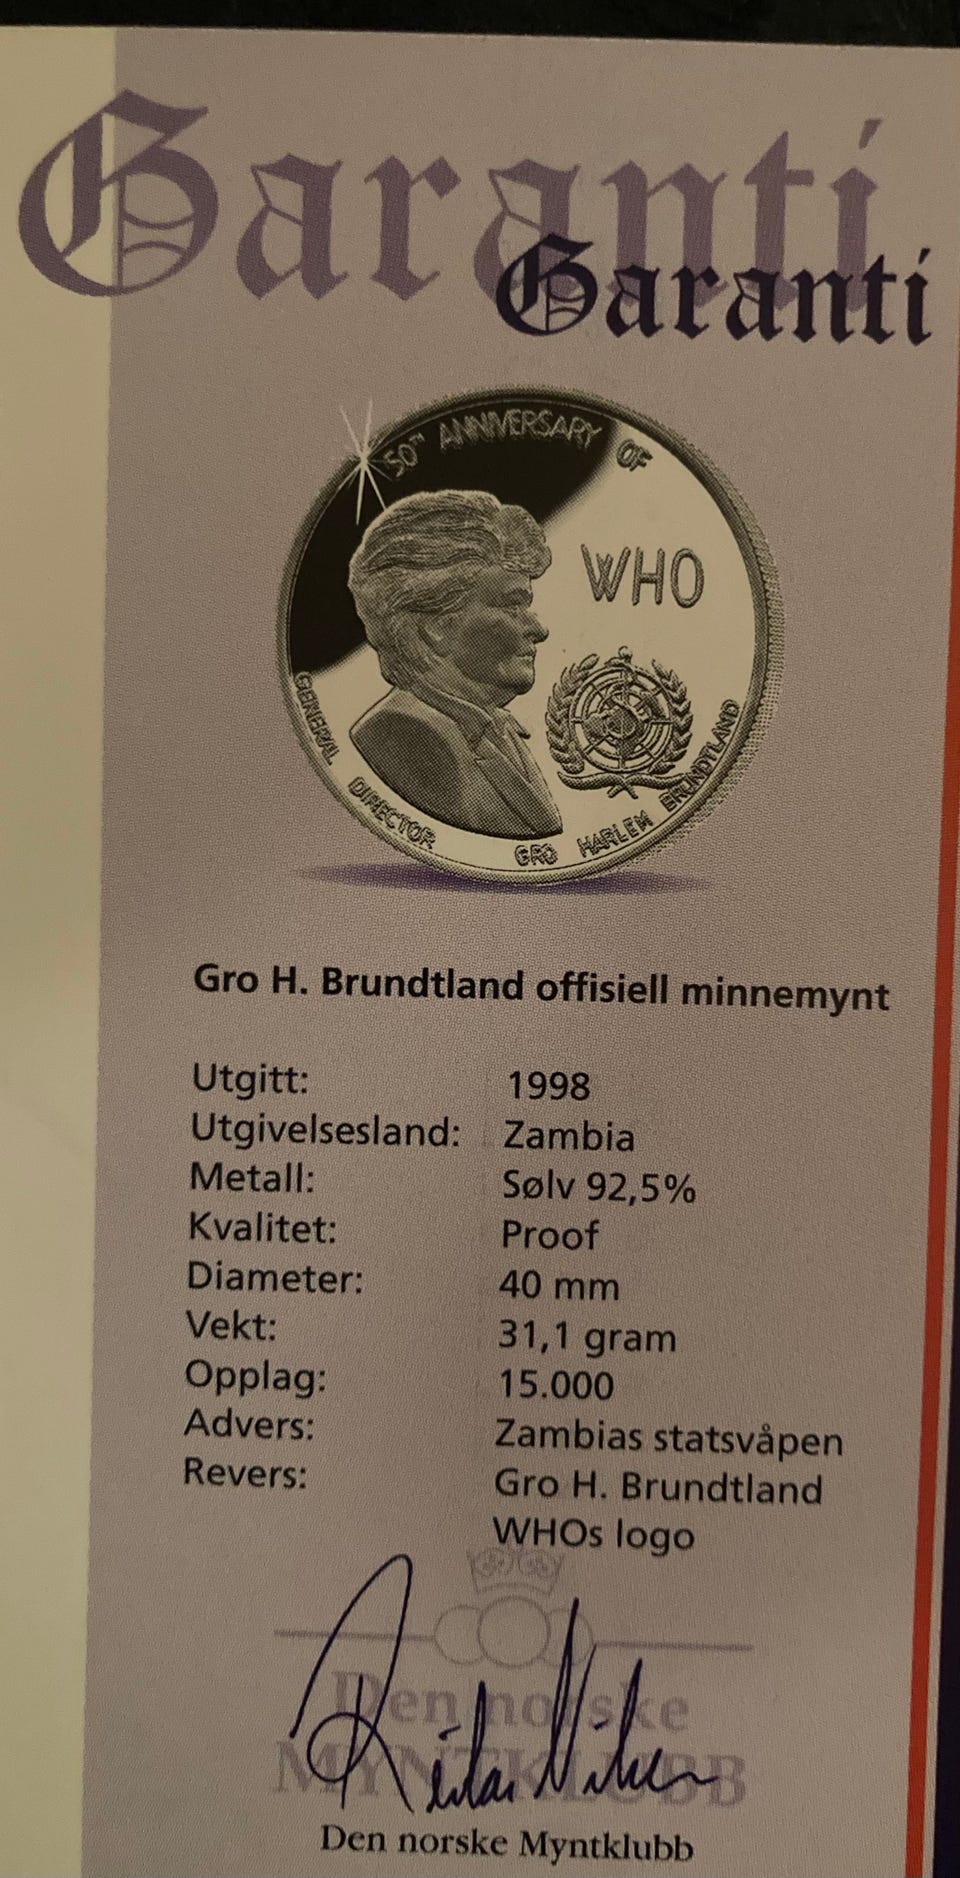 Garanti
Garanti
50TH ANNIVERSARY OF
WHO
GENERAL DIRECTOR GRO HARLEM BRUNDTLAND
Gro H. Brundtland offisiell minnemynt
Utgitt: 1998
Utgivelsesland: Zambia
Metall: Sølv 92,5%
Kvalitet: Proof
Diameter: 40 mm
Vekt: 31,1 gram
Opplag: 15.000
Advers: Zambias statsvåpen
Revers: Gro H. Brundtland
WHOs logo
Den norske
MYNTKLUBB
Den norske Myntklubb